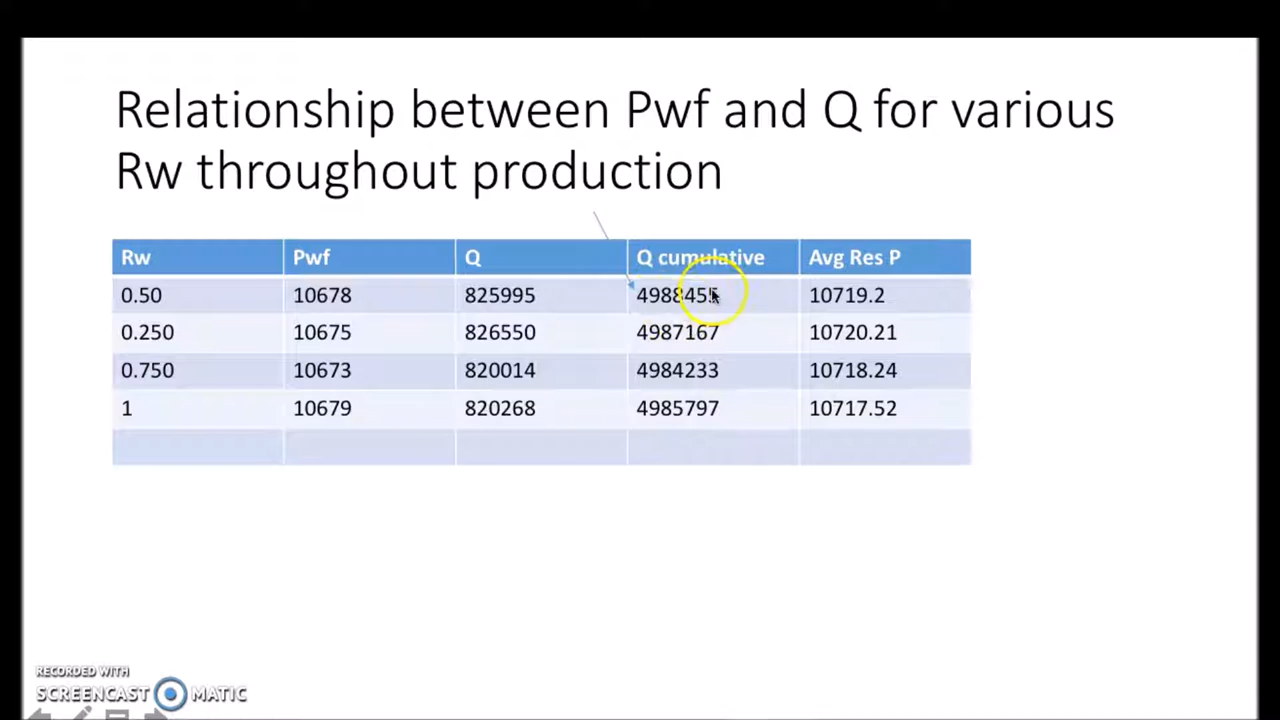 Relationship between Pwf and Q for various
Rw throughout production
Rw Pwf Q Q cumulative Avg Res P
0.50 10678 825995 4988455 10719.2
0.250 10675 826550 4987167 10720.21
0.750 10673 820014 4984233 10718.24
1 10679 820268 4985797 10717.52
RECORDED WITH
SCREENCAST MATIC